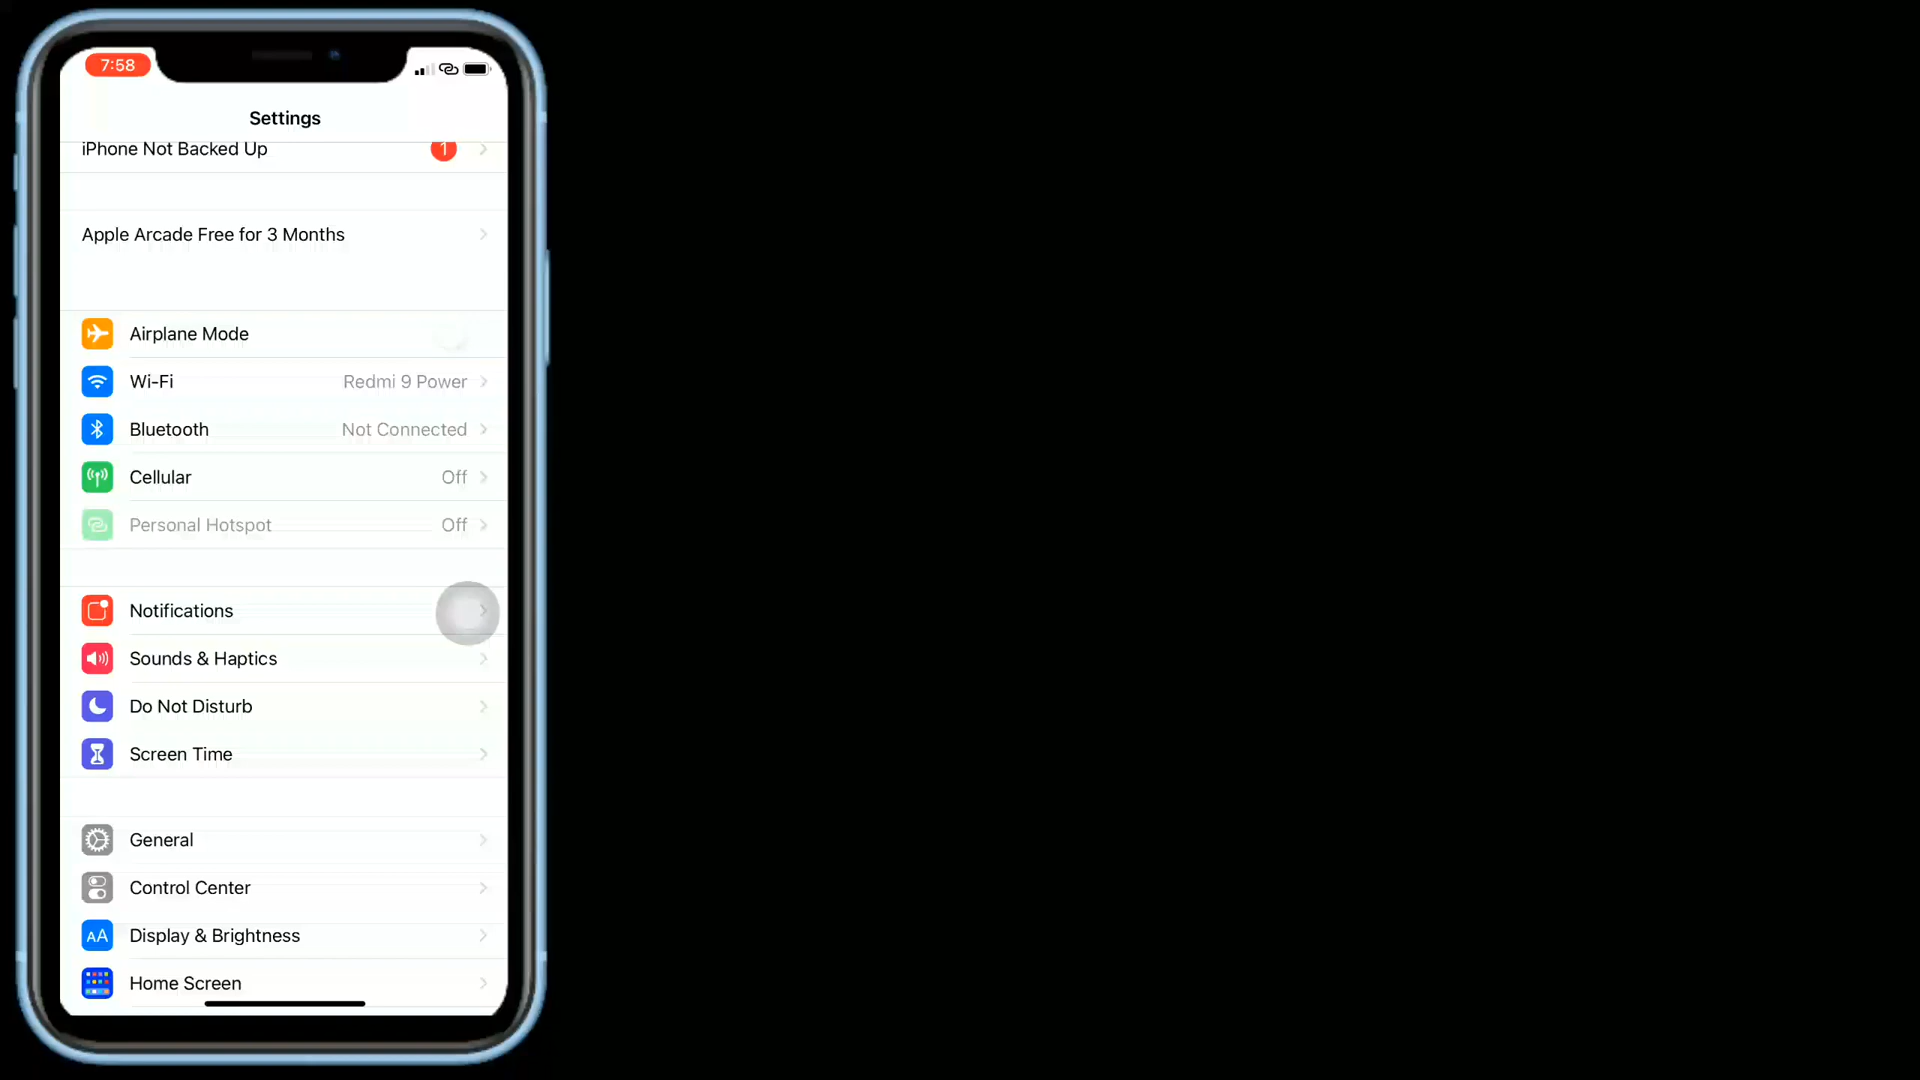 7:58
Settings
iPhone Not Backed Up 1
Apple Arcade Free for 3 Months
Airplane Mode
Wi-Fi Redmi 9 Power
Bluetooth Not Connected
Cellular Off
Personal Hotspot Off
Notifications
Sounds & Haptics
Do Not Disturb
Screen Time
General
Control Center
AA Display & Brightness
Home Screen